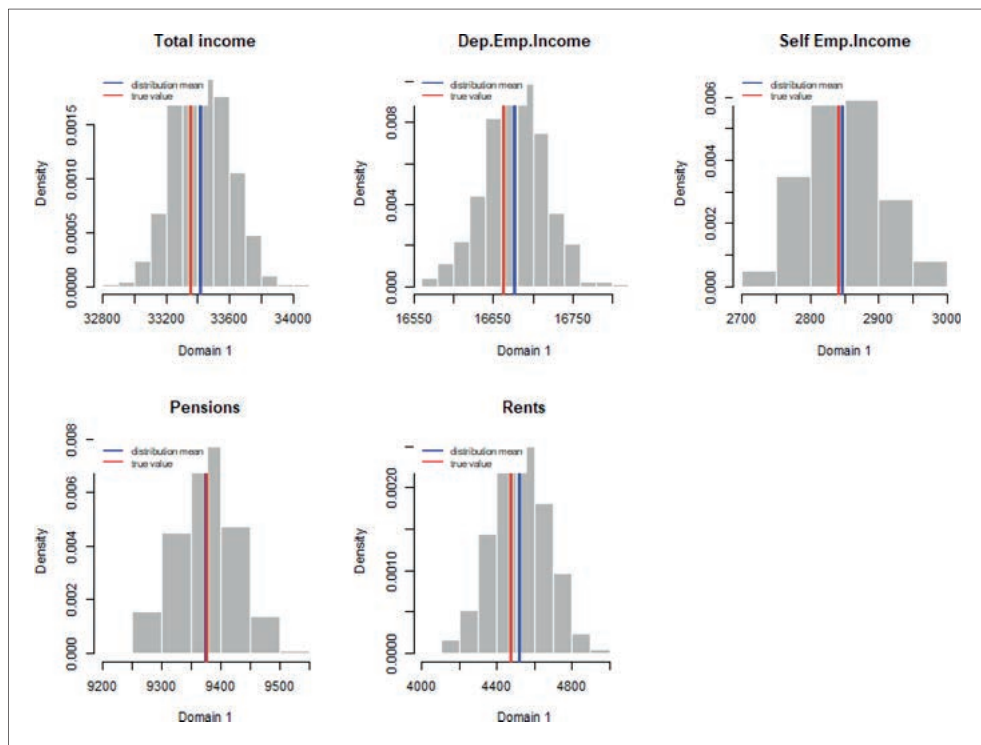 Total income
distribution mean
true value
Density
0.0000
0.0005
0.0010
0.0015
32800
33200
33600
34000
Domain 1
Dep.Emp.Income
distribution mean
true value
Density
0.000
0.004
0.008
16550
16650
16750
Domain 1
Self Emp.Income
distribution mean
true value
Density
0.000
0.002
0.004
0.006
2700
2800
2900
3000
Domain 1
Pensions
distribution mean
true value
Density
0.000
0.002
0.004
0.006
0.008
9200
9300
9400
9500
Domain 1
Rents
distribution mean
true value
Density
0.0000
0.0010
0.0020
4000
4400
4800
Domain 1